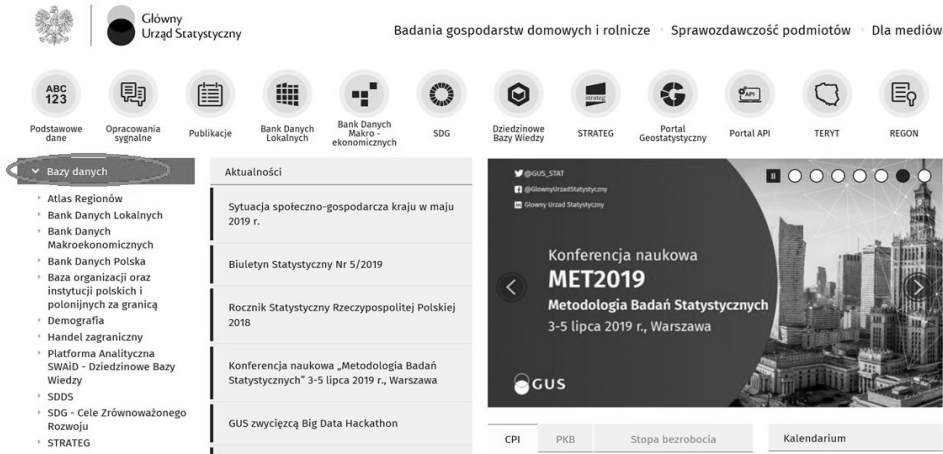 Główny
Urząd Statystyczny
Badania gospodarstw domowych i rolnicze
Sprawozdawczość podmiotów
Dla mediów
ABC
123
Podstawowe
dane
Opracowania
sygnalne
Publikacje
Bank Danych
Lokalnych
Bank Danych
Makro -
ekonomicznych
SDG
Dziedzinowe
Bazy Wiedzy
strateg
STRATEG
Portal
Geostatystyczny
API
Portal API
TERYT
REGON
Bazy danych
Atlas Regionów
Bank Danych Lokalnych
Bank Danych
Makroekonomicznych
Bank Danych Polska
Baza organizacji oraz
instytucji polskich i
polonijnych za granicą
Demografia
Handel zagraniczny
Platforma Analityczna
SWAiD - Dziedzinowe Bazy
Wiedzy
SDDS
SDG - Cele Zrównoważonego
Rozwoju
STRATEG
Aktualności
Sytuacja społeczno-gospodarcza kraju w maju
2019 r.
Biuletyn Statystyczny Nr 5/2019
Rocznik Statystyczny Rzeczypospolitej Polskiej
2018
Konferencja naukowa „Metodologia Badań
Statystycznych” 3-5 lipca 2019 r., Warszawa
GUS zwycięzcą Big Data Hackathon
@GUS_STAT
@GlownyUrzadStatystyczny
Glowny Urzad Statystyczny
Konferencja naukowa
MET2019
Metodologia Badań Statystycznych
3-5 lipca 2019 r., Warszawa
GUS
CPI
PKB
Stopa bezrobocia
Kalendarium